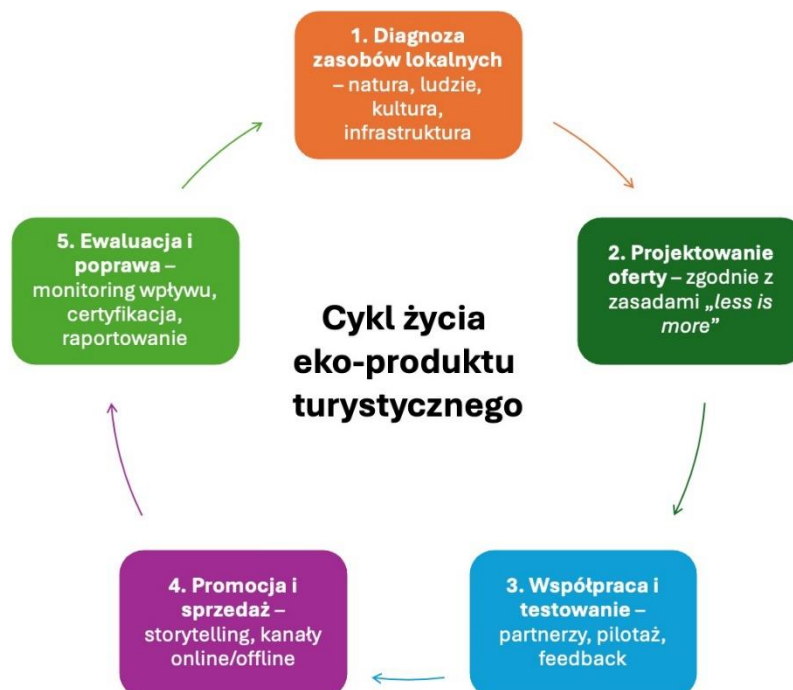 1. Diagnoza
zasobów lokalnych
– natura, ludzie,
kultura,
infrastruktura
2. Projektowanie
oferty – zgodnie z
zasadami „less is
more”
3. Współpraca i
testowanie –
partnerzy, pilotaż,
feedback
4. Promocja i
sprzedaż –
storytelling, kanały
online/offline
5. Ewaluacja i
poprawa –
monitoring wpływu,
certyfikacja,
raportowanie
Cykl życia
eko-produktu
turystycznego